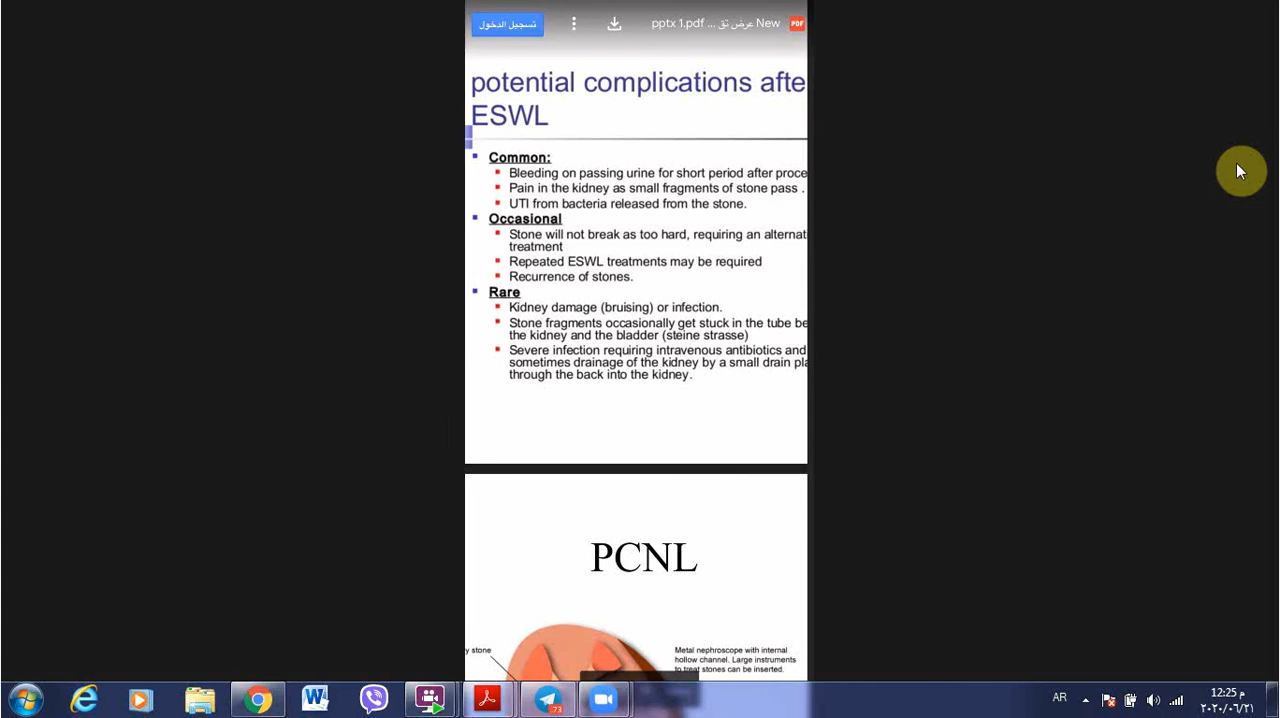 تسجيل الدخول
New عرض تق ... pptx 1.pdf
PDF
potential complications afte
ESWL
Common:
Bleeding on passing urine for short period after proce
Pain in the kidney as small fragments of stone pass .
UTI from bacteria released from the stone.
Occasional
Stone will not break as too hard, requiring an alternat
treatment
Repeated ESWL treatments may be required
Recurrence of stones.
Rare
Kidney damage (bruising) or infection.
Stone fragments occasionally get stuck in the tube be
the kidney and the bladder (steine strasse)
Severe infection requiring intravenous antibiotics and
sometimes drainage of the kidney by a small drain pla
through the back into the kidney.
PCNL
y stone
Metal nephroscope with internal
hollow channel. Large instruments
to treat stones can be inserted.
73
AR
12:25 م
٢٠٢٠/٠٦/٢١